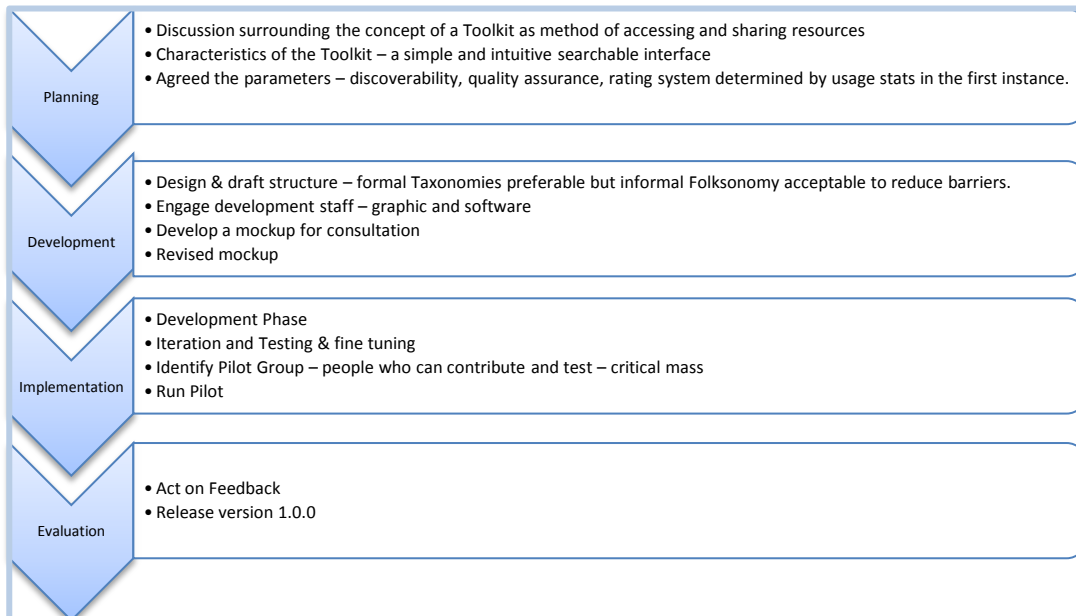 Planning
• Discussion surrounding the concept of a Toolkit as method of accessing and sharing resources
• Characteristics of the Toolkit – a simple and intuitive searchable interface
• Agreed the parameters – discoverability, quality assurance, rating system determined by usage stats in the first instance.
Development
• Design & draft structure – formal Taxonomies preferable but informal Folksonomy acceptable to reduce barriers.
• Engage development staff – graphic and software
• Develop a mockup for consultation
• Revised mockup
Implementation
• Development Phase
• Iteration and Testing & fine tuning
• Identify Pilot Group – people who can contribute and test – critical mass
• Run Pilot
Evaluation
• Act on Feedback
• Release version 1.0.0